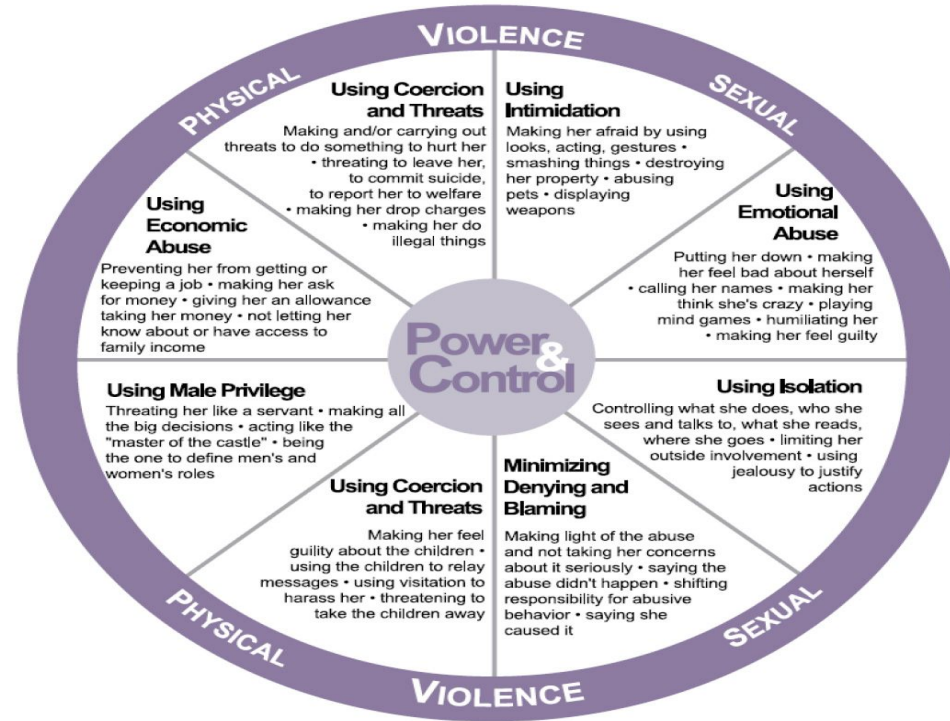 VIOLENCE
PHYSICAL
SEXUAL
Using Coercion
and Threats
Making and/or carrying out
threats to do something to hurt her
• threating to leave her,
to commit suicide,
to report her to welfare
• making her drop charges
• making her do
illegal things
Using
Intimidation
Making her afraid by using
looks, acting, gestures •
smashing things • destroying
her property • abusing
pets • displaying
weapons
Using
Economic
Abuse
Preventing her from getting or
keeping a job • making her ask
for money • giving her an allowance
taking her money • not letting her
know about or have access to
family income
Using
Emotional
Abuse
Putting her down • making
her feel bad about herself
• calling her names • making her
think she's crazy • playing
mind games • humiliating her
• making her feel guilty
Power
&
Control
Using Male Privilege
Threating her like a servant • making all
the big decisions • acting like the
"master of the castle" • being
the one to define men's and
women's roles
Using Isolation
Controlling what she does, who she
sees and talks to, what she reads,
where she goes • limiting her
outside involvement • using
jealousy to justify
actions
Using Coercion
and Threats
Making her feel
guility about the children •
using the children to relay
messages • using visitation to
harass her • threatening to
take the children away
Minimizing
Denying and
Blaming
Making light of the abuse
and not taking her concerns
about it seriously • saying the
abuse didn't happen • shifting
responsibility for abusive
behavior • saying she
caused it
PHYSICAL
SEXUAL
VIOLENCE